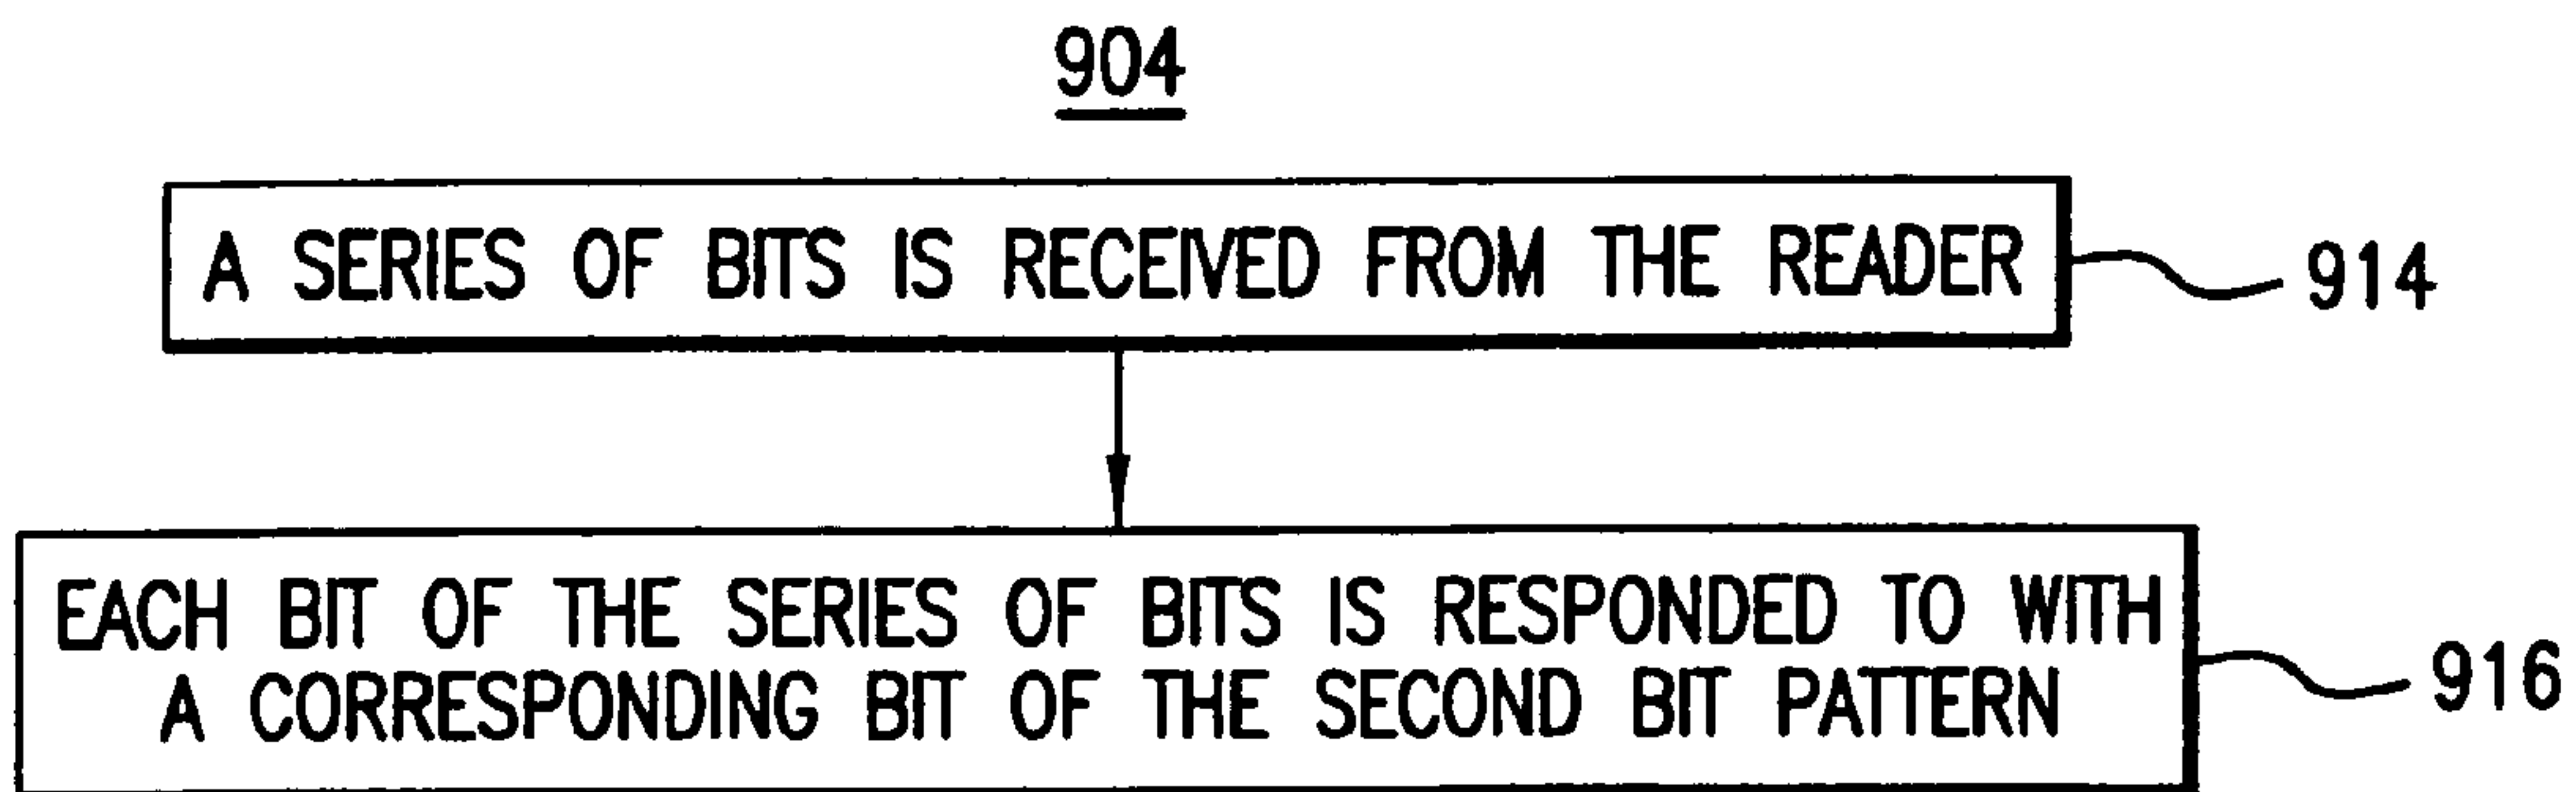 904
A SERIES OF BITS IS RECEIVED FROM THE READER
914
EACH BIT OF THE SERIES OF BITS IS RESPONDED TO WITH
A CORRESPONDING BIT OF THE SECOND BIT PATTERN
916